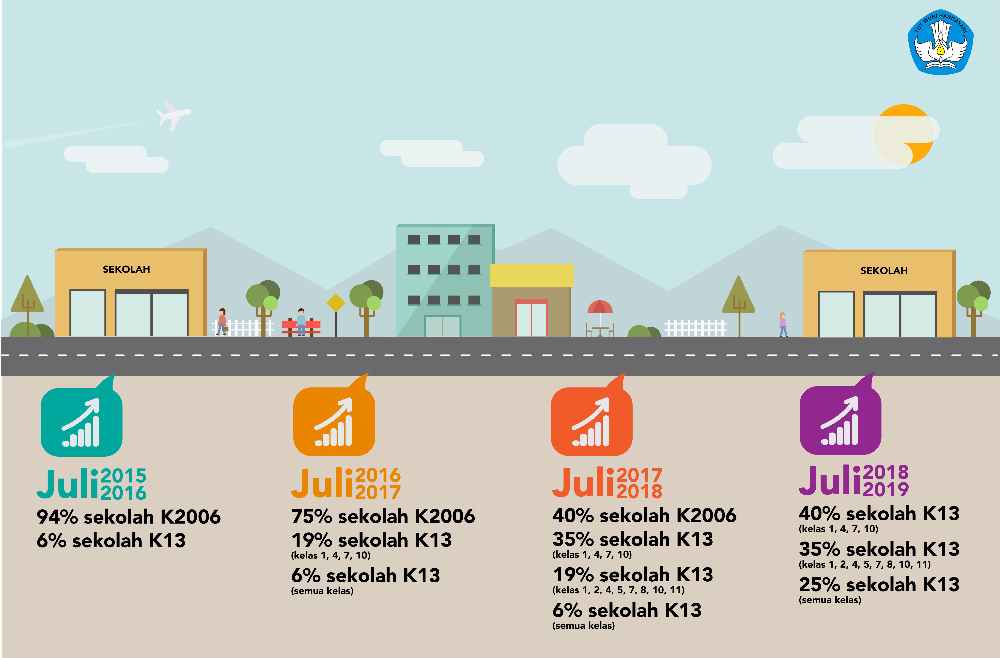 TUT WURI HANDAYANI
SEKOLAH
SEKOLAH
Juli 2015
2016
94% sekolah K2006
6% sekolah K13
Juli 2016
2017
75% sekolah K2006
19% sekolah K13
(kelas 1, 4, 7, 10)
6% sekolah K13
(semua kelas)
Juli 2017
2018
40% sekolah K2006
35% sekolah K13
(kelas 1, 4, 7, 10)
19% sekolah K13
(kelas 1, 2, 4, 5, 7, 8, 10, 11)
6% sekolah K13
(semua kelas)
Juli 2018
2019
40% sekolah K13
(kelas 1, 4, 7, 10)
35% sekolah K13
(kelas 1, 2, 4, 5, 7, 8, 10, 11)
25% sekolah K13
(semua kelas)